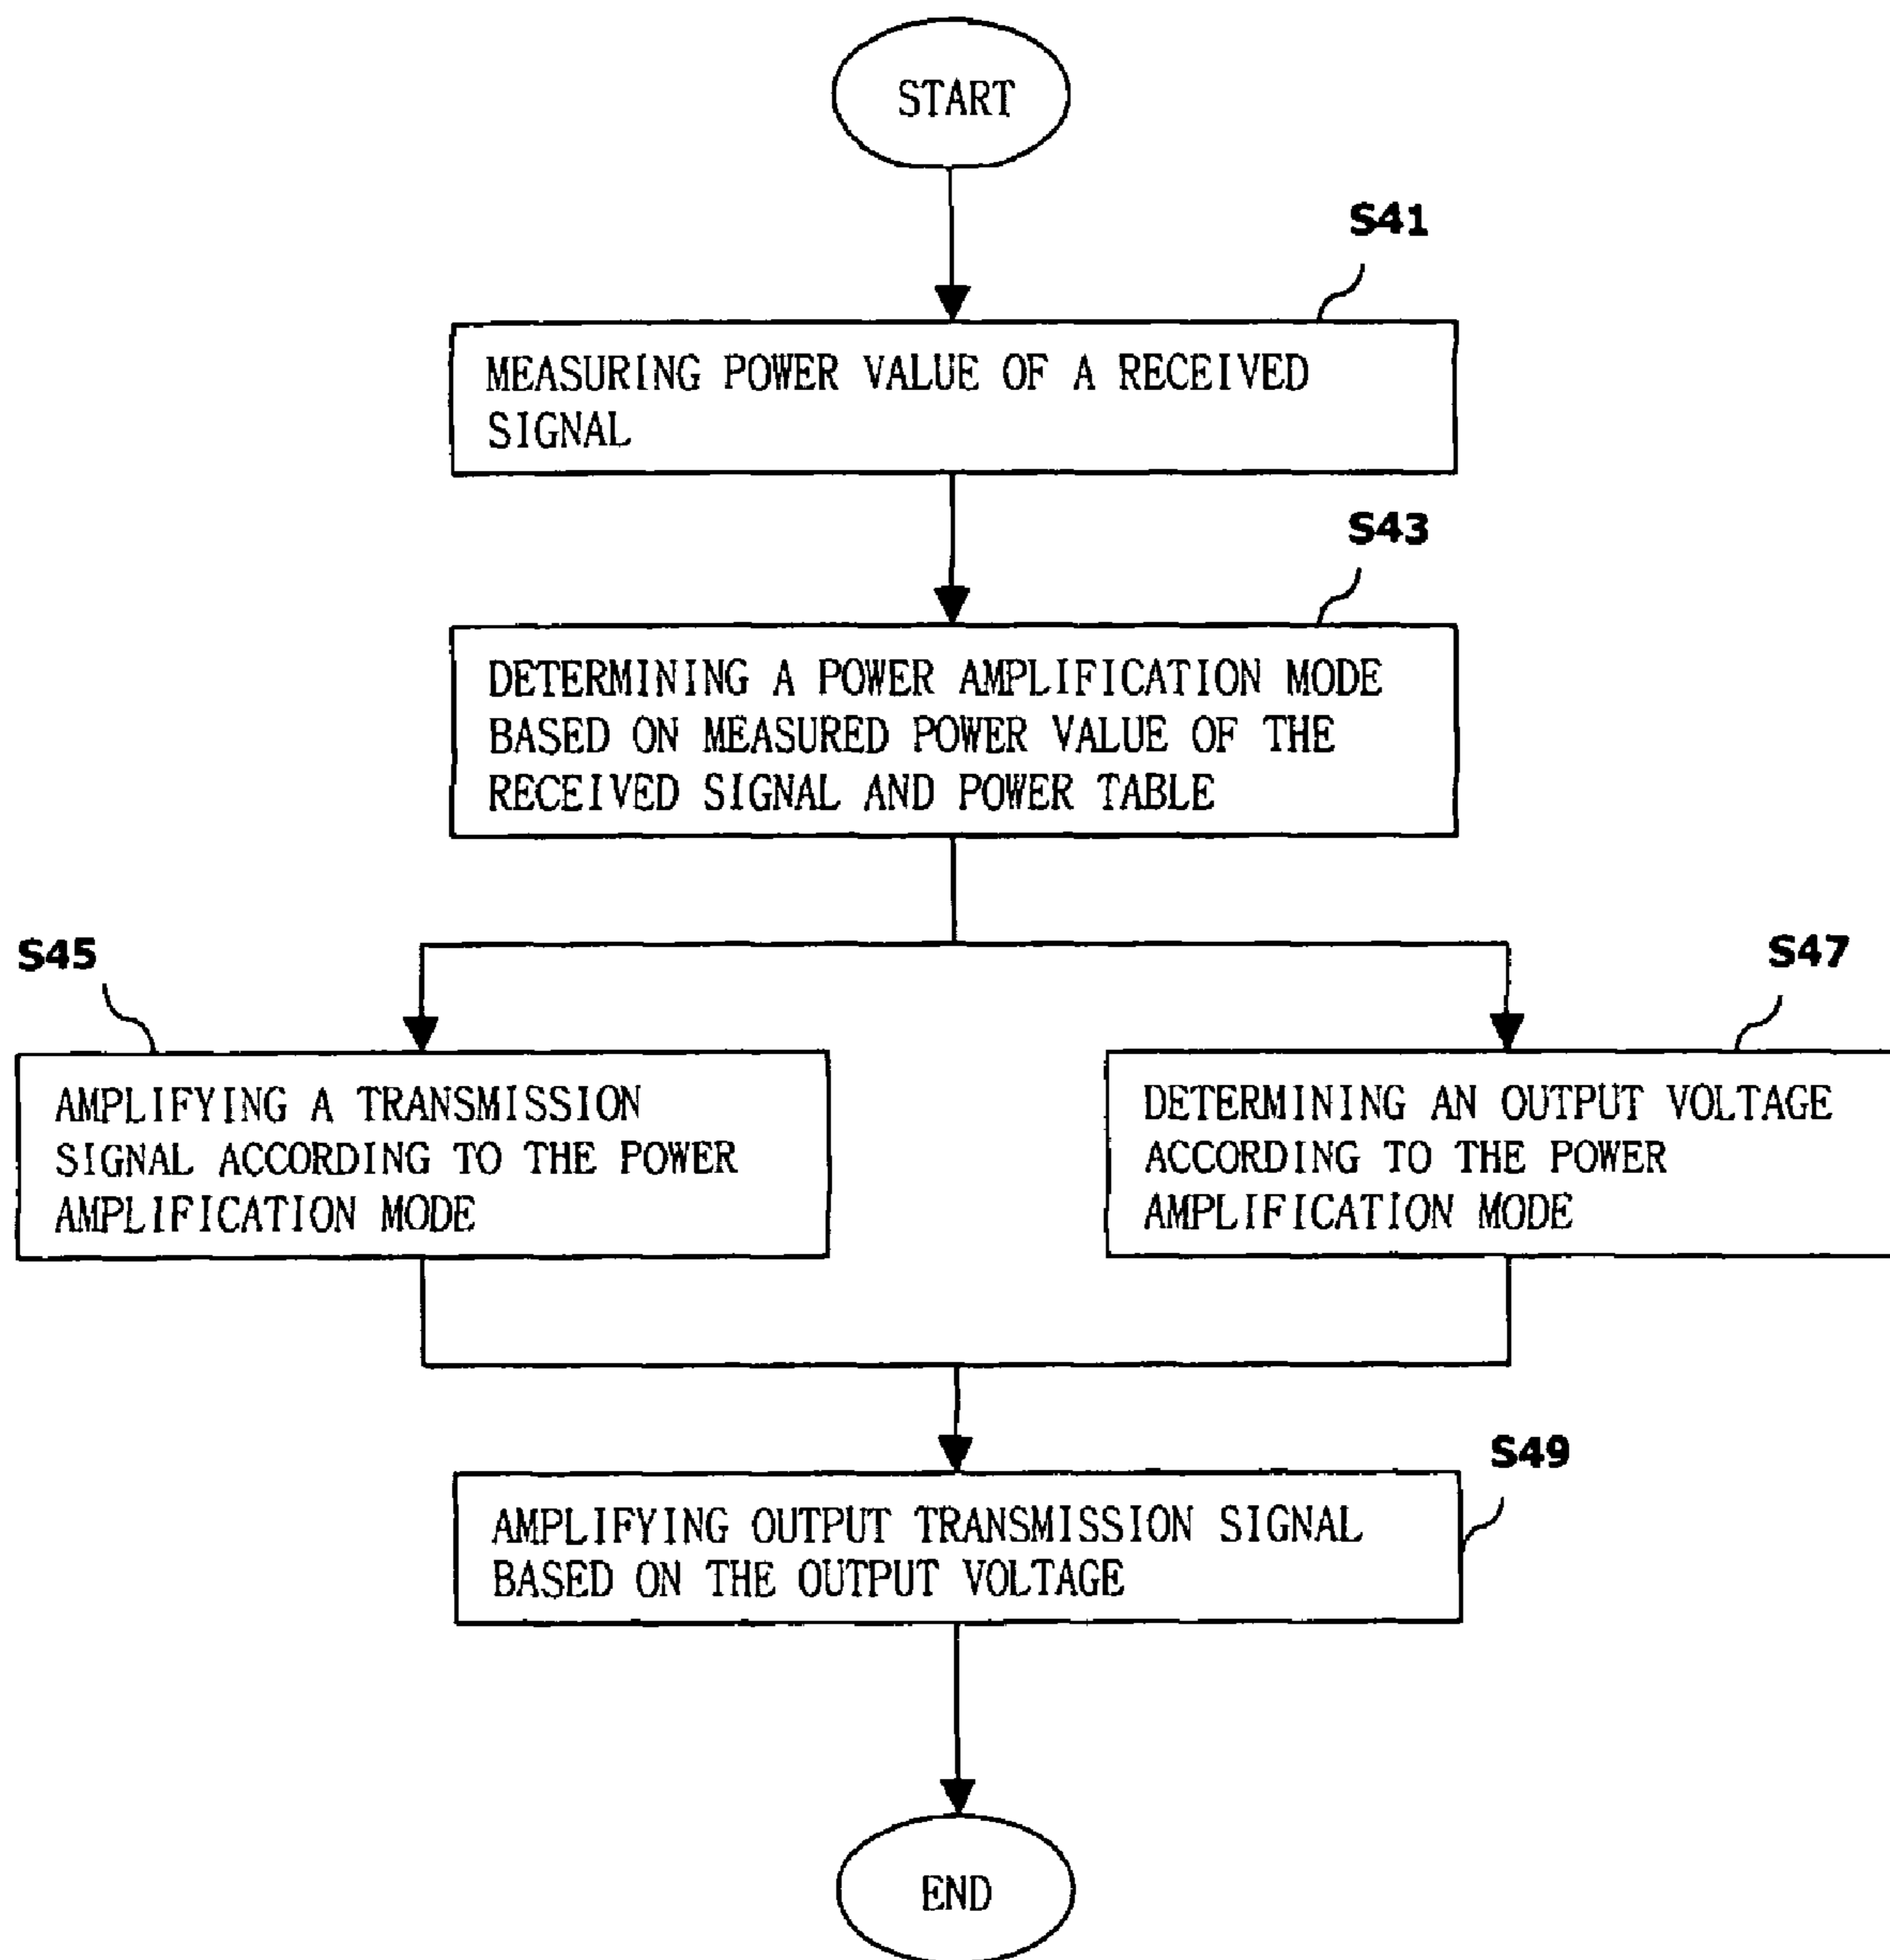 START
S41
MEASURING POWER VALUE OF A RECEIVED
SIGNAL
S43
DETERMINING A POWER AMPLIFICATION MODE
BASED ON MEASURED POWER VALUE OF THE
RECEIVED SIGNAL AND POWER TABLE
S45
AMPLIFYING A TRANSMISSION
SIGNAL ACCORDING TO THE POWER
AMPLIFICATION MODE
S47
DETERMINING AN OUTPUT VOLTAGE
ACCORDING TO THE POWER
AMPLIFICATION MODE
S49
AMPLIFYING OUTPUT TRANSMISSION SIGNAL
BASED ON THE OUTPUT VOLTAGE
END